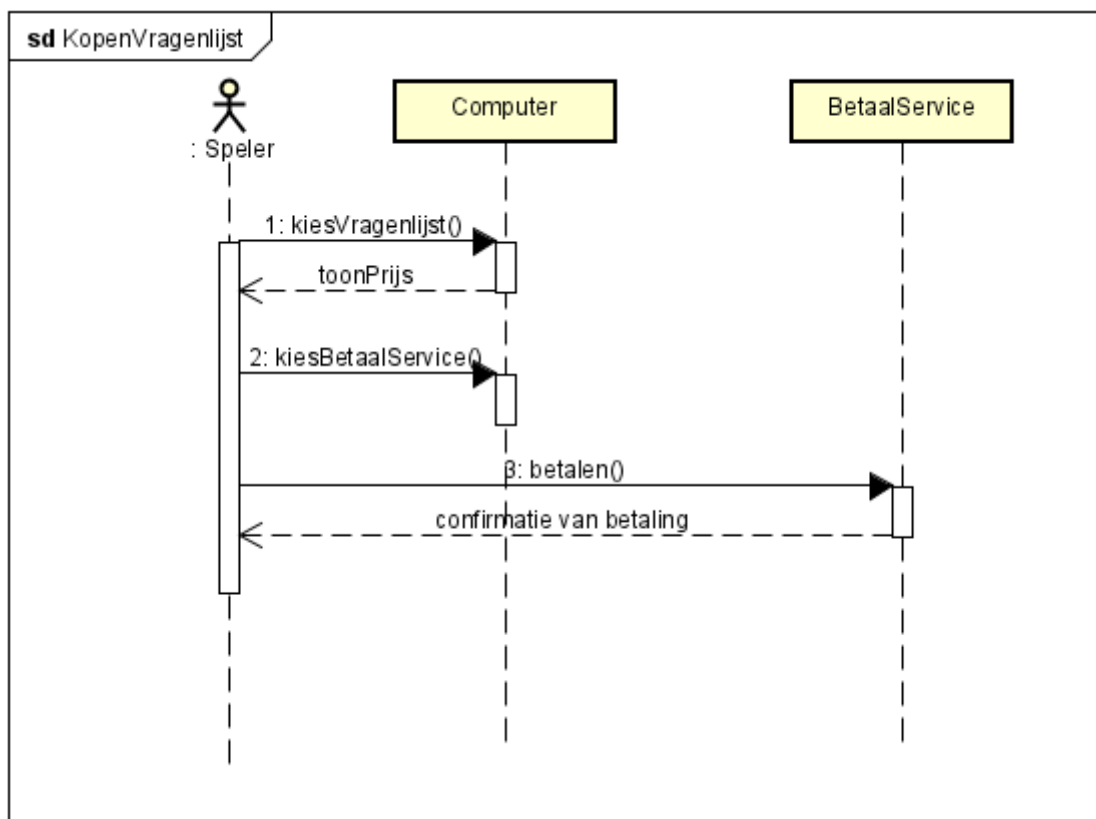 sd KopenVragenlijst
Computer
BetaalService
: Speler
1: kiesVragenlijst()
toonPrijs
2: kiesBetaalService()
3: betalen()
confirmatie van betaling